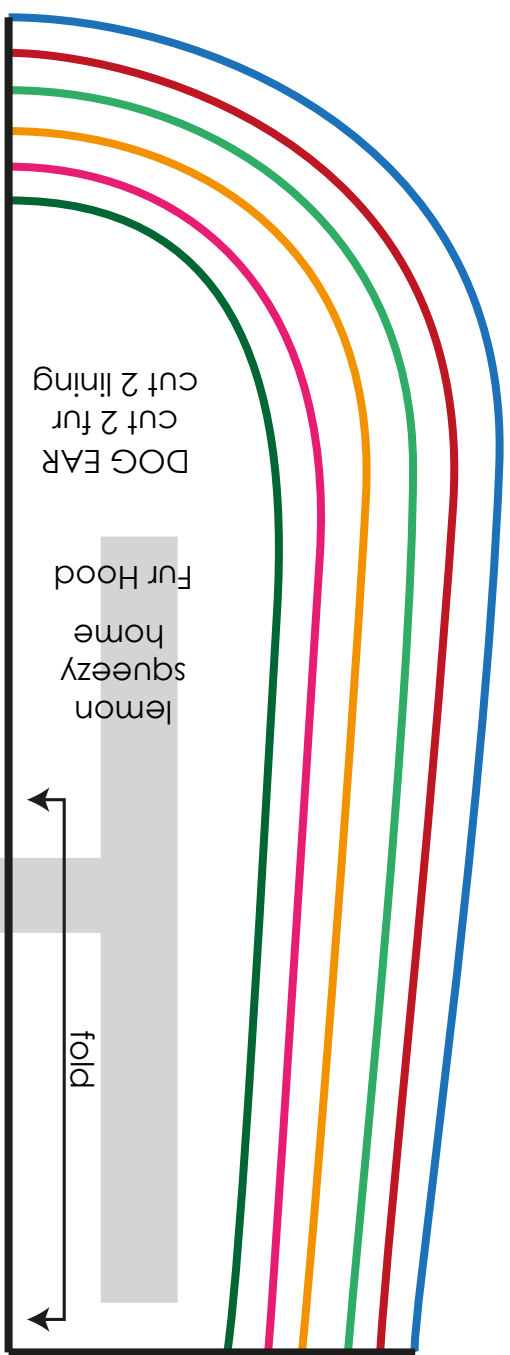 lemon
squeezy
home
Fur Hood
DOG EAR
cut 2 fur
cut 2 lining
fold